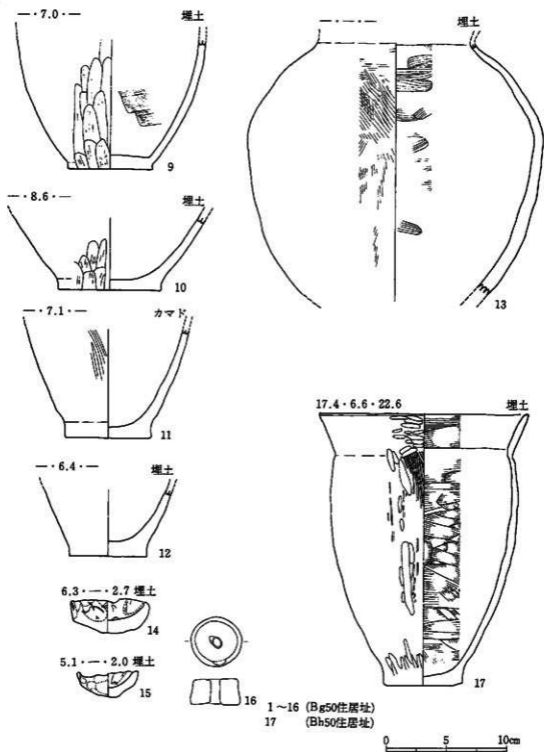 —・7.0・— 埋土
9
—・8.6・— 埋土
10
—・7.1・— カマド
11
—・6.4・— 埋土
12
6.3・—・2.7 埋土
14
5.1・—・2.0 埋土
15
16
—・—・— 埋土
13
17.4・6.6・22.6 埋土
17
1～16 (Bg50住居址)
17 (Bh50住居址)
0 5 10cm